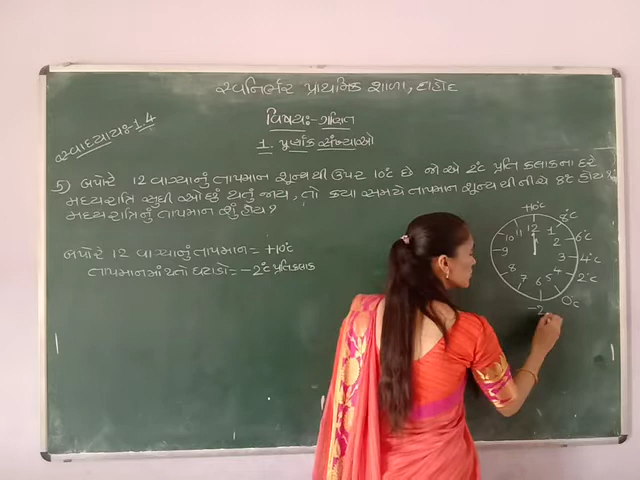 સ્વનિર્ભર પ્રાથમિક શાળા, દાહોદ
વિષય:- ગણિત
સ્વાધ્યાય:-1.4
1. પૂર્ણાંક સંખ્યાઓ
5) બપોરે 12 વાગ્યાનું તાપમાન શૂન્યથી ઉપર 10°C છે જો એ 2°C પ્રતિ કલાકના દરે
મધ્યરાત્રિ સુધી ઓછું થતું જાય, તો કયા સમયે તાપમાન શૂન્યથી નીચે 8°C હોય?
મધ્યરાત્રિનું તાપમાન શું હોય?
બપોરે 12 વાગ્યાનું તાપમાન = +10°C
તાપમાનમાં થતો ઘટાડો = -2°C પ્રતિકલાક
+10°C
8°C
6°C
4°C
2°C
0°C
-2
12
1
2
3
4
5
6
7
8
9
10
11